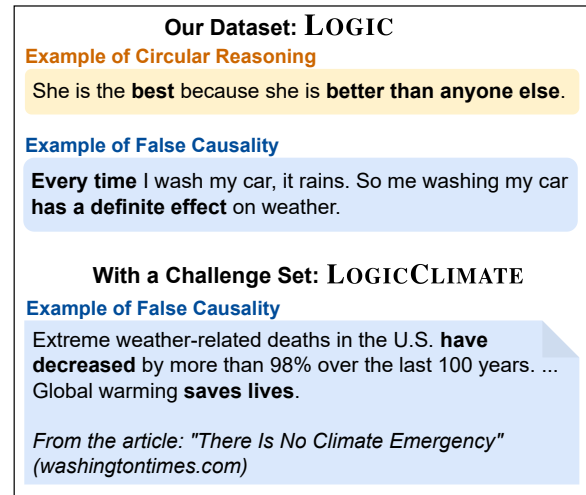 Our Dataset: LOGIC
Example of Circular Reasoning
She is the best because she is better than anyone else.
Example of False Causality
Every time I wash my car, it rains. So me washing my car
has a definite effect on weather.
With a Challenge Set: LOGICCLIMATE
Example of False Causality
Extreme weather-related deaths in the U.S. have
decreased by more than 98% over the last 100 years. ...
Global warming saves lives.
From the article: "There Is No Climate Emergency"
(washingtontimes.com)